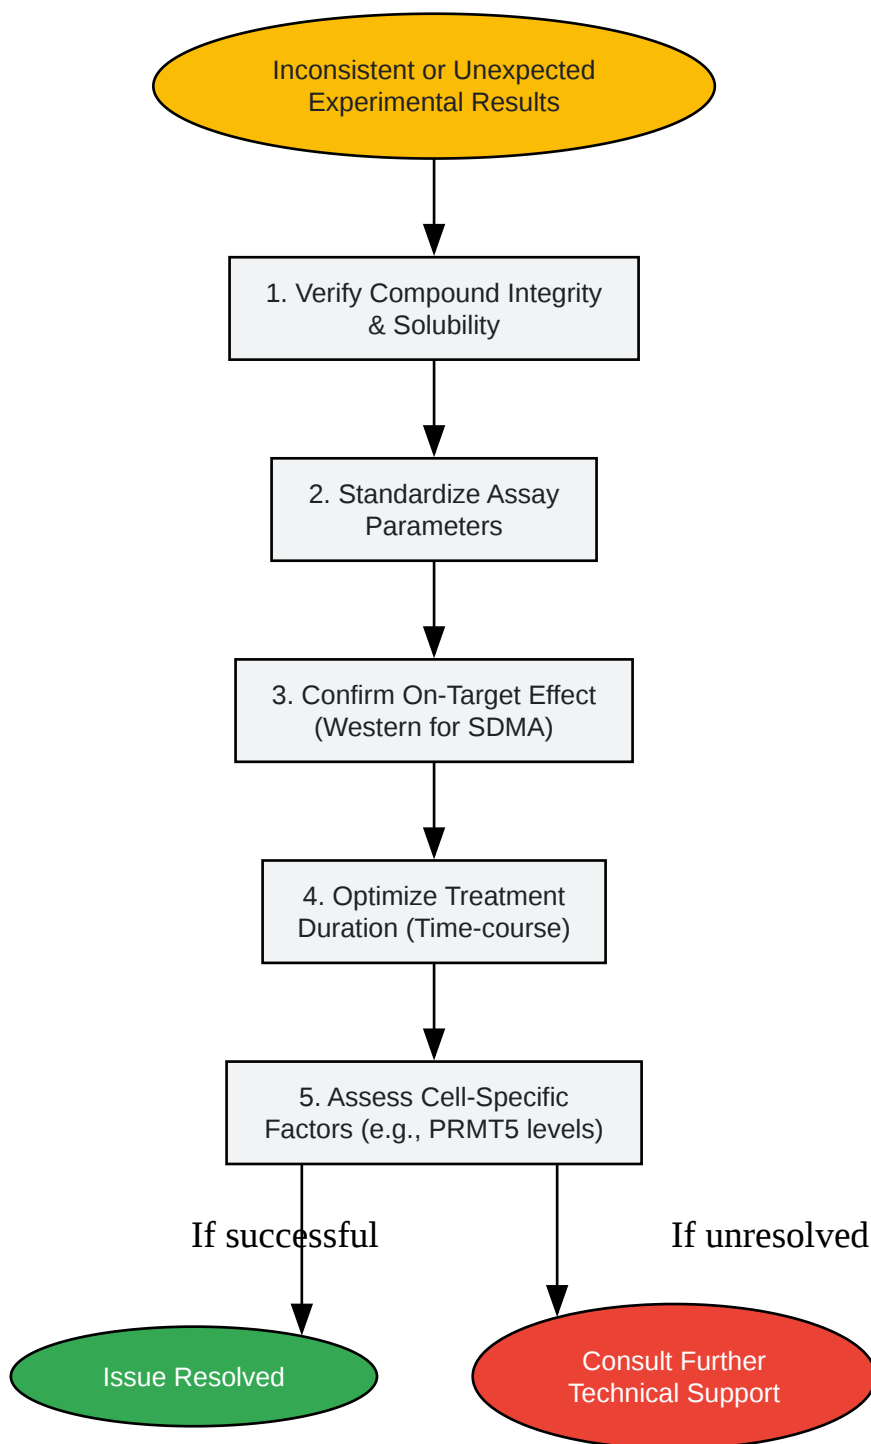 Inconsistent or Unexpected
Experimental Results
1. Verify Compound Integrity
& Solubility
2. Standardize Assay
Parameters
3. Confirm On-Target Effect
(Western for SDMA)
4. Optimize Treatment
Duration (Time-course)
5. Assess Cell-Specific
Factors (e.g., PRMT5 levels)
If successful
If unresolved
Issue Resolved
Consult Further
Technical Support